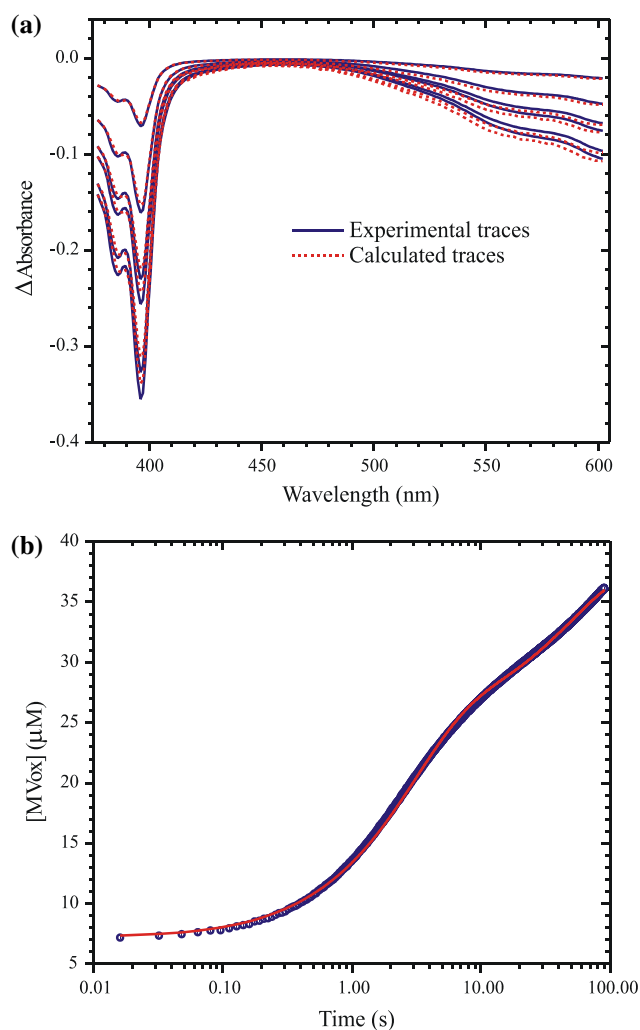 (a)
0.0
-0.1
-0.2
-0.3
-0.4
Δ Absorbance
Experimental traces
Calculated traces
400
450
500
550
600
Wavelength (nm)
(b)
40
35
30
25
20
15
10
5
[MVox] (μM)
0.01
0.10
1.00
10.00
100.00
Time (s)